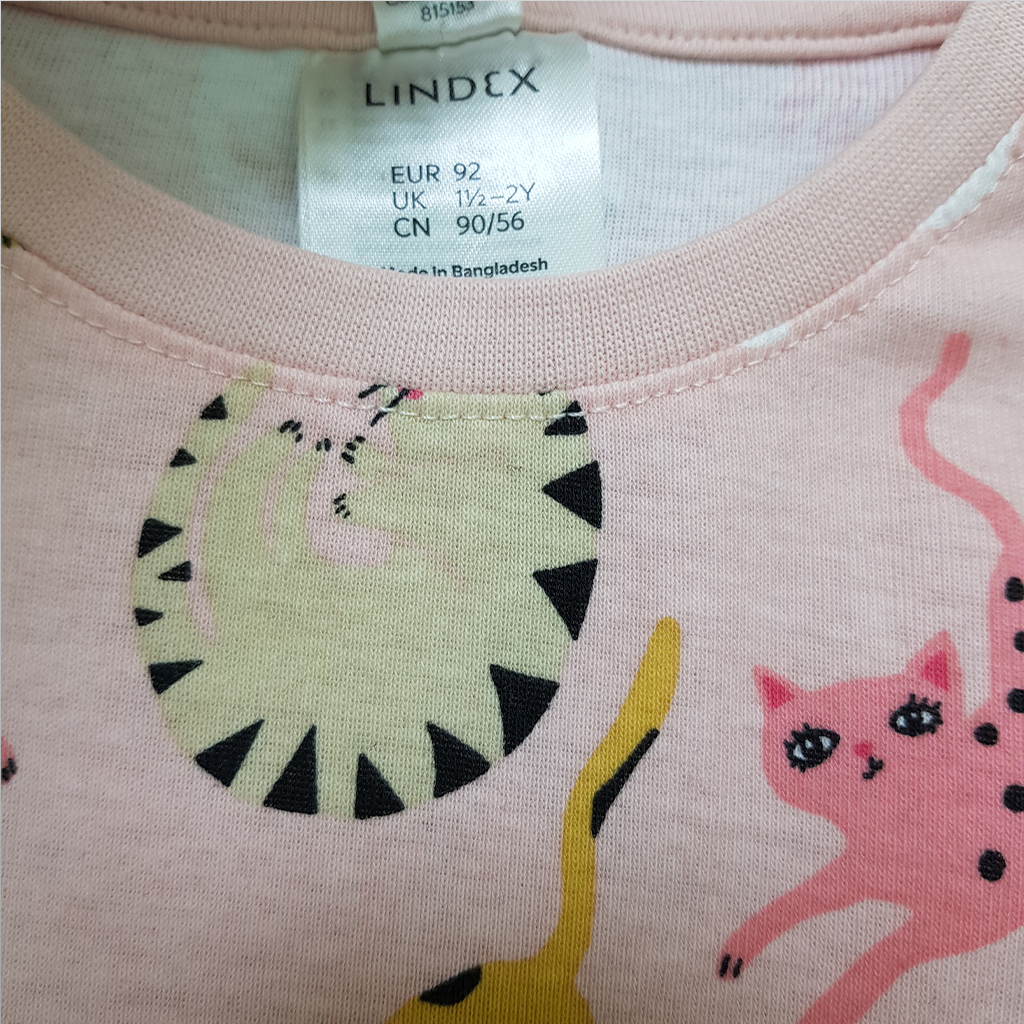 815153
LINDEX
EUR 92
UK 1½–2Y
CN 90/56
Made in Bangladesh